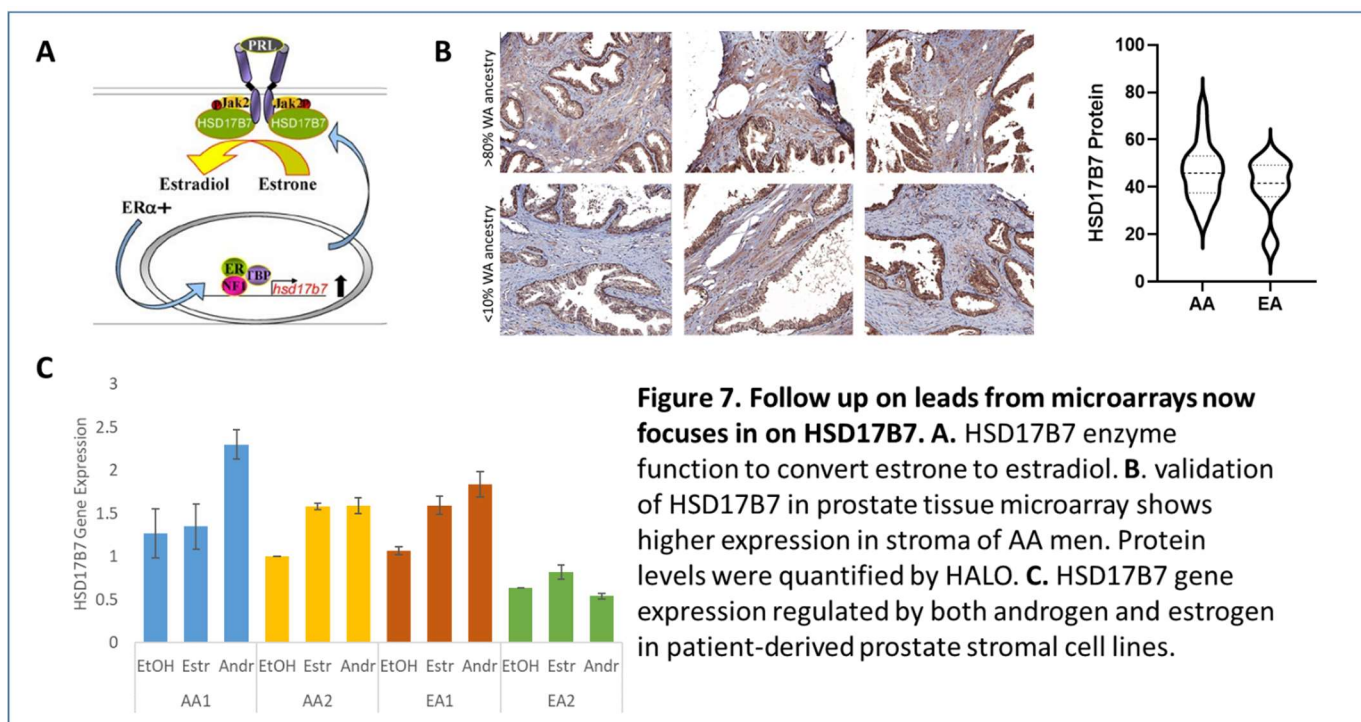 A
PRL
Jak2
Jak2
HSD17B7
HSD17B7
Estradiol
Estrone
ERα+
ER
NF1
TBP
hsd17b7
B
>80% WA ancestry
<10% WA ancestry
HSD17B7 Protein
100
80
60
40
20
0
AA
EA
C
HSD17B7 Gene Expression
3
2.5
2
1.5
1
0.5
0
EtOH Estr Andr EtOH Estr Andr EtOH Estr Andr EtOH Estr Andr
AA1 AA2 EA1 EA2
Figure 7. Follow up on leads from microarrays now
focuses in on HSD17B7. A. HSD17B7 enzyme
function to convert estrone to estradiol. B. validation
of HSD17B7 in prostate tissue microarray shows
higher expression in stroma of AA men. Protein
levels were quantified by HALO. C. HSD17B7 gene
expression regulated by both androgen and estrogen
in patient-derived prostate stromal cell lines.